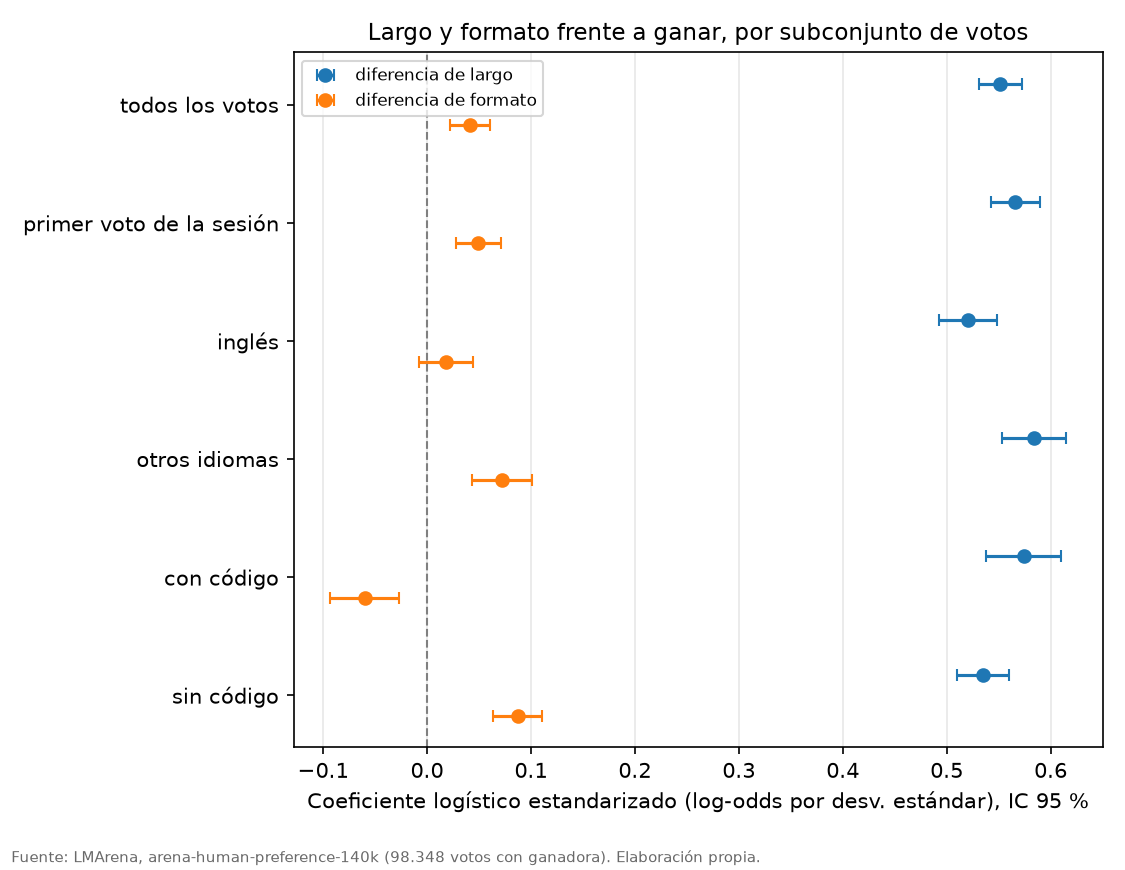 Largo y formato frente a ganar, por subconjunto de votos
diferencia de largo
diferencia de formato
todos los votos
primer voto de la sesión
inglés
otros idiomas
con código
sin código
−0.1 0.0 0.1 0.2 0.3 0.4 0.5 0.6
Coeficiente logístico estandarizado (log-odds por desv. estándar), IC 95 %
Fuente: LMArena, arena-human-preference-140k (98.348 votos con ganadora). Elaboración propia.